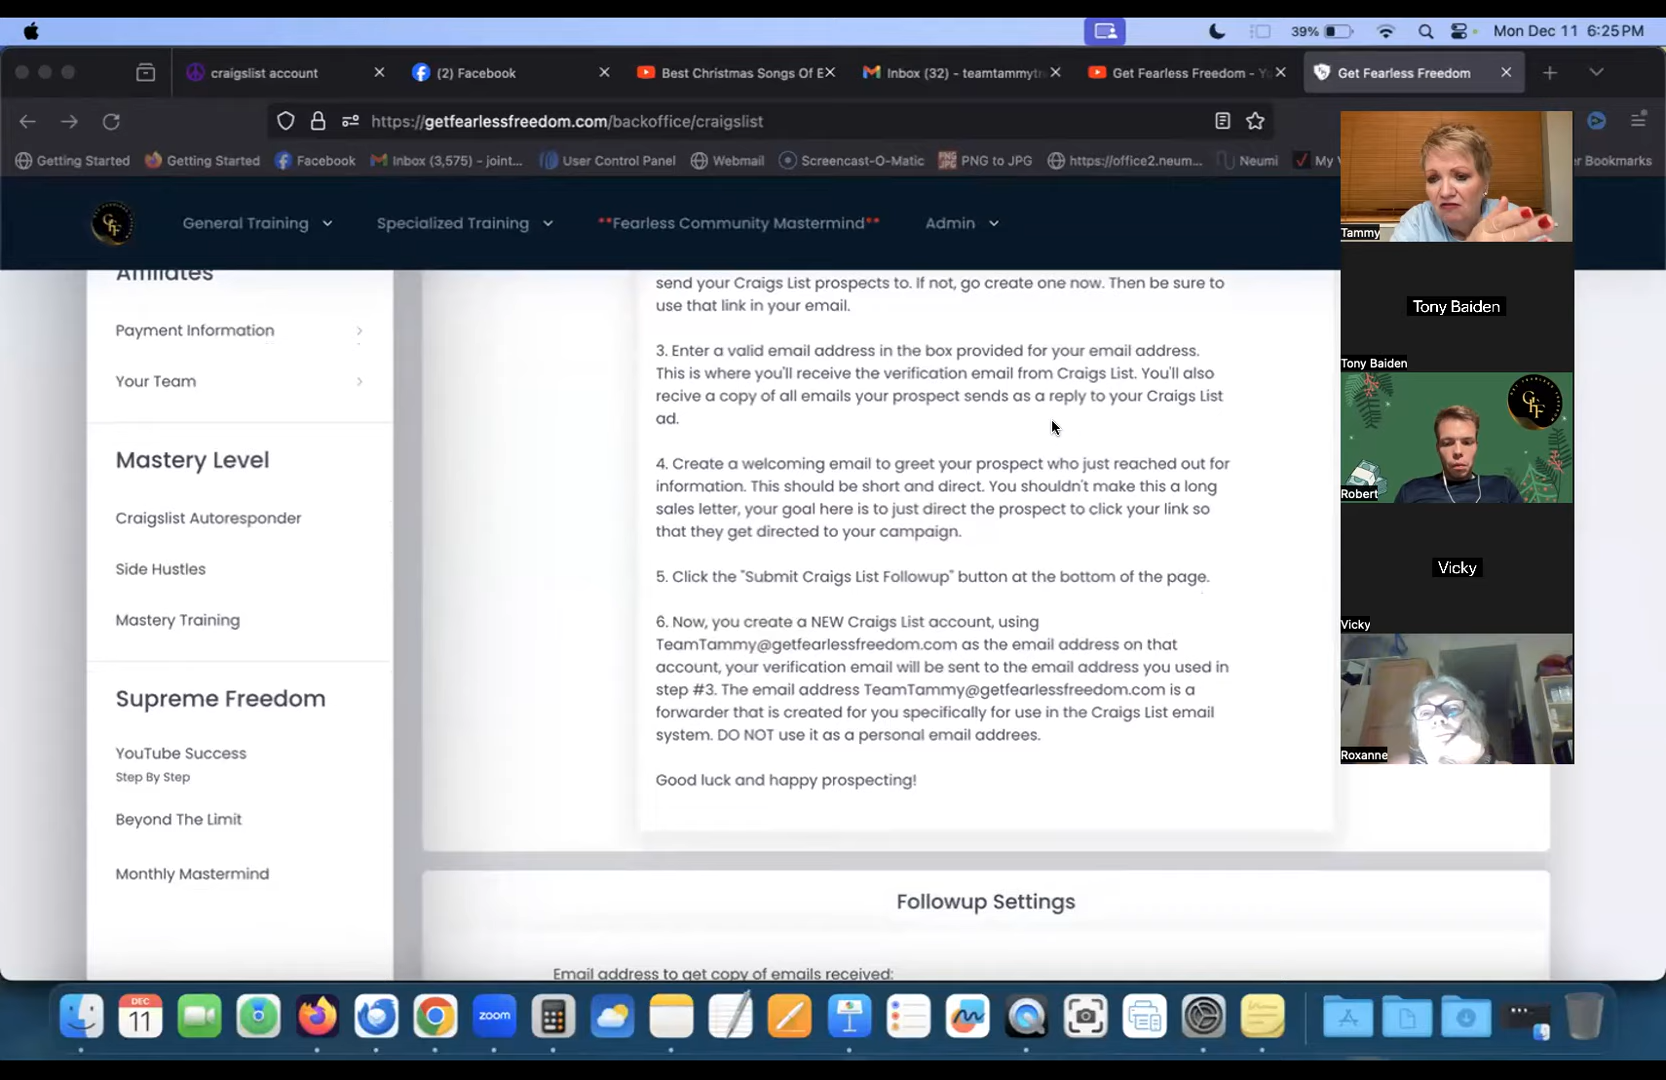 39%
Mon Dec 11 6:25PM
craigslist account
(2) Facebook
Best Christmas Songs Of E
Inbox (32) - teamtammytr
Get Fearless Freedom - Yo
Get Fearless Freedom
https://getfearlessfreedom.com/backoffice/craigslist
Getting Started
Getting Started
Facebook
Inbox (3,575) - joint...
User Control Panel
Webmail
Screencast-O-Matic
PNG to JPG
https://office2.neum...
Neumi
My
r Bookmarks
GFF
General Training
Specialized Training
**Fearless Community Mastermind**
Admin
Affiliates
Payment Information
Your Team
Mastery Level
Craigslist Autoresponder
Side Hustles
Mastery Training
Supreme Freedom
YouTube Success
Step By Step
Beyond The Limit
Monthly Mastermind
send your Craigs List prospects to. If not, go create one now. Then be sure to
use that link in your email.
3. Enter a valid email address in the box provided for your email address.
This is where you'll receive the verification email from Craigs List. You'll also
recive a copy of all emails your prospect sends as a reply to your Craigs List
ad.
4. Create a welcoming email to greet your prospect who just reached out for
information. This should be short and direct. You shouldn't make this a long
sales letter, your goal here is to just direct the prospect to click your link so
that they get directed to your campaign.
5. Click the "Submit Craigs List Followup" button at the bottom of the page.
6. Now, you create a NEW Craigs List account, using
TeamTammy@getfearlessfreedom.com as the email address on that
account, your verification email will be sent to the email address you used in
step #3. The email address TeamTammy@getfearlessfreedom.com is a
forwarder that is created for you specifically for use in the Craigs List email
system. DO NOT use it as a personal email addrees.
Good luck and happy prospecting!
Followup Settings
Email address to get copy of emails received:
Tammy
Tony Baiden
Tony Baiden
GFF
Robert
Vicky
Vicky
Roxanne
DEC
11
zoom